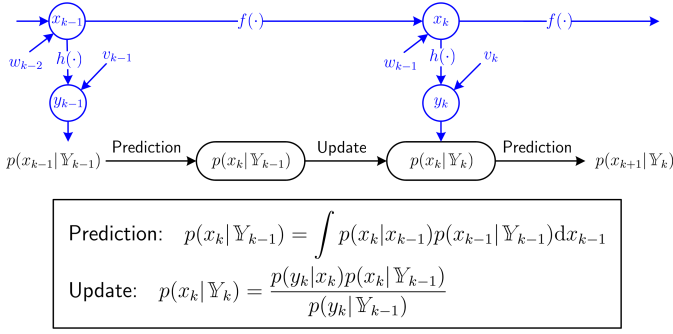 x_{k−1} f(·) x_k f(·)
w_{k−2} h(·) v_{k−1} w_{k−1} h(·) v_k
y_{k−1} y_k
p(x_{k−1}| 𝕐_{k−1}) Prediction p(x_k| 𝕐_{k−1}) Update p(x_k| 𝕐_k) Prediction p(x_{k+1}| 𝕐_k)
Prediction: p(x_k| 𝕐_{k−1}) = ∫ p(x_k|x_{k−1})p(x_{k−1}| 𝕐_{k−1})dx_{k−1}
Update: p(x_k| 𝕐_k) = \frac{p(y_k|x_k)p(x_k| 𝕐_{k−1})}{p(y_k| 𝕐_{k−1})}